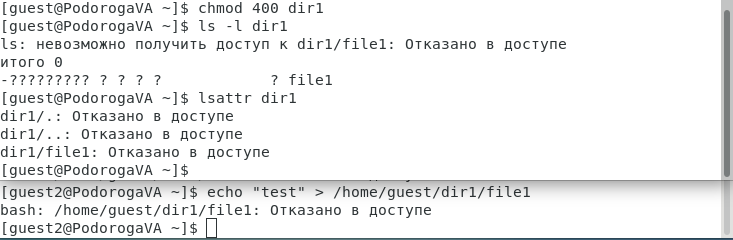 [guest@PodorogaVA ~]$ chmod 400 dir1
[guest@PodorogaVA ~]$ ls -l dir1
ls: невозможно получить доступ к dir1/file1: Отказано в доступе
итого 0
-????????? ? ? ? ?            ? file1
[guest@PodorogaVA ~]$ lsattr dir1
dir1/.: Отказано в доступе
dir1/..: Отказано в доступе
dir1/file1: Отказано в доступе
[guest@PodorogaVA ~]$
[guest2@PodorogaVA ~]$ echo "test" > /home/guest/dir1/file1
bash: /home/guest/dir1/file1: Отказано в доступе
[guest2@PodorogaVA ~]$